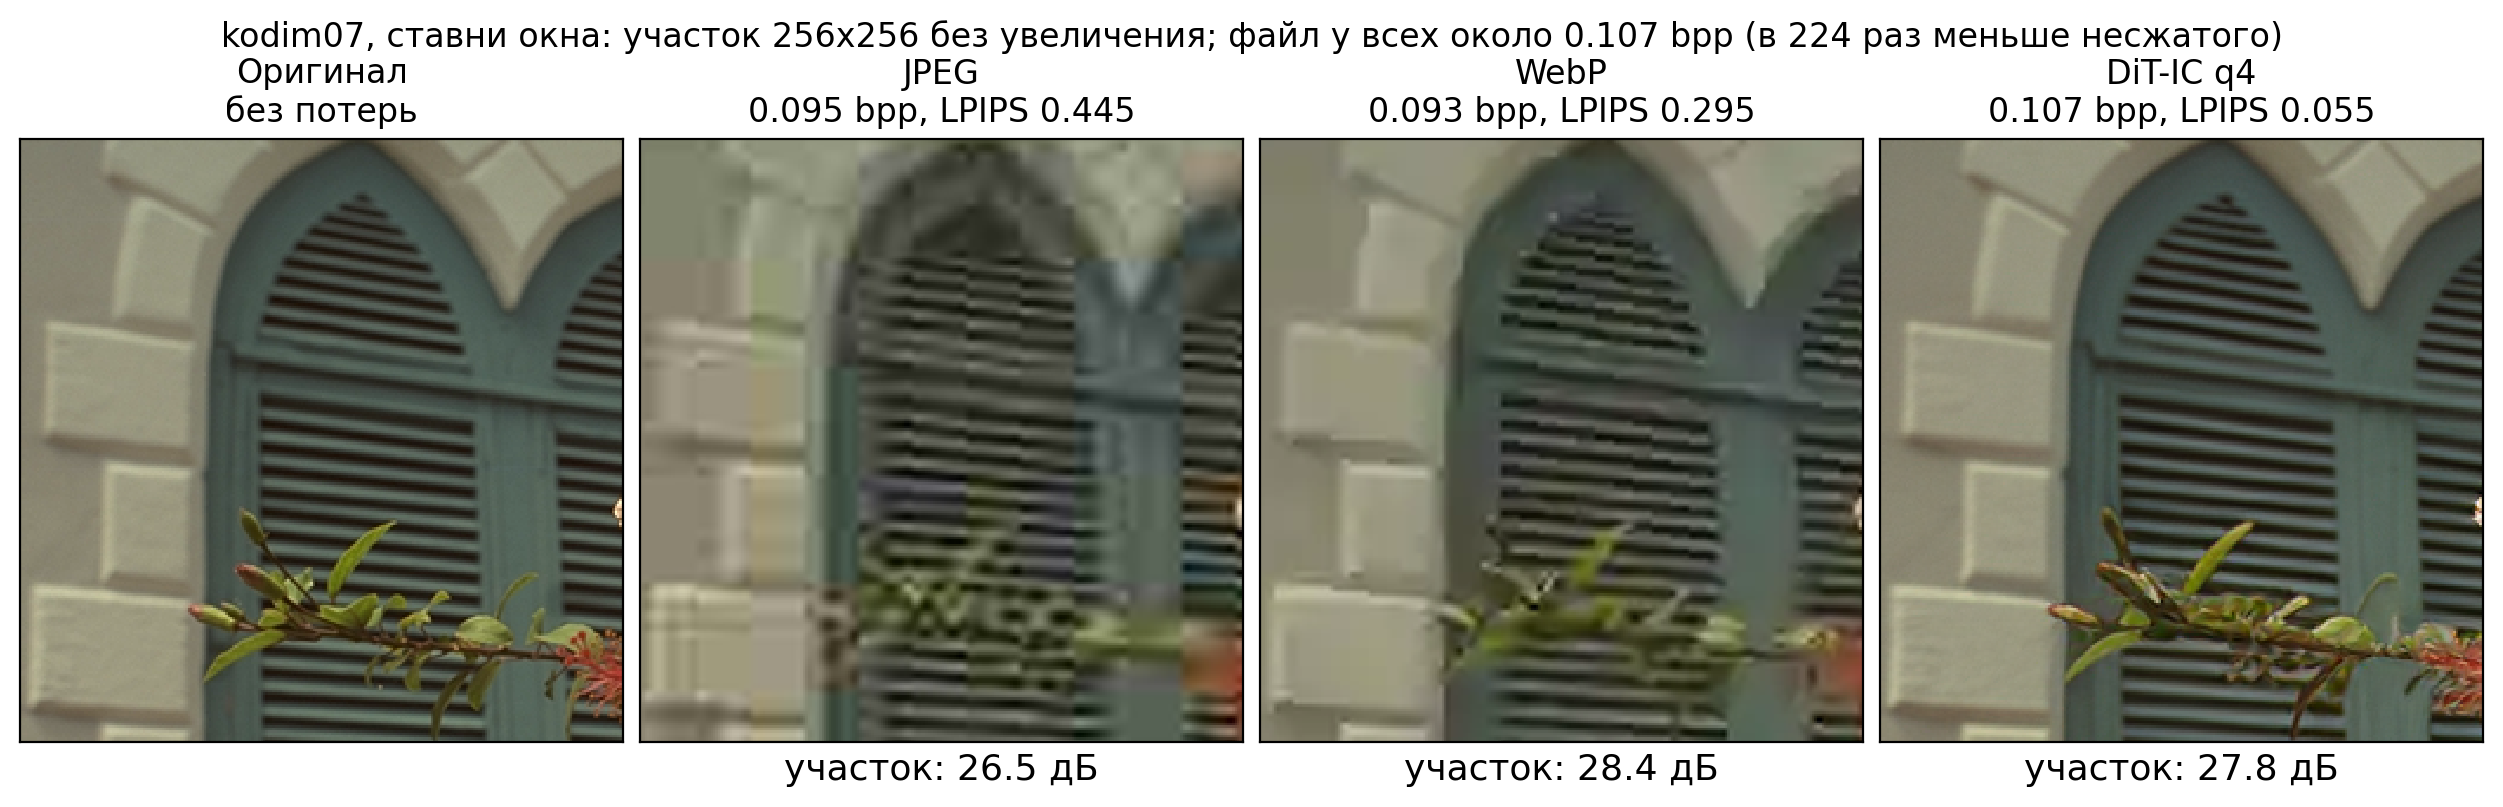 kodim07, ставни окна: участок 256x256 без увеличения; файл у всех около 0.107 bpp (в 224 раз меньше несжатого)
Оригинал
без потерь
JPEG
0.095 bpp, LPIPS 0.445
WebP
0.093 bpp, LPIPS 0.295
DiT-IC q4
0.107 bpp, LPIPS 0.055
участок: 26.5 дБ
участок: 28.4 дБ
участок: 27.8 дБ